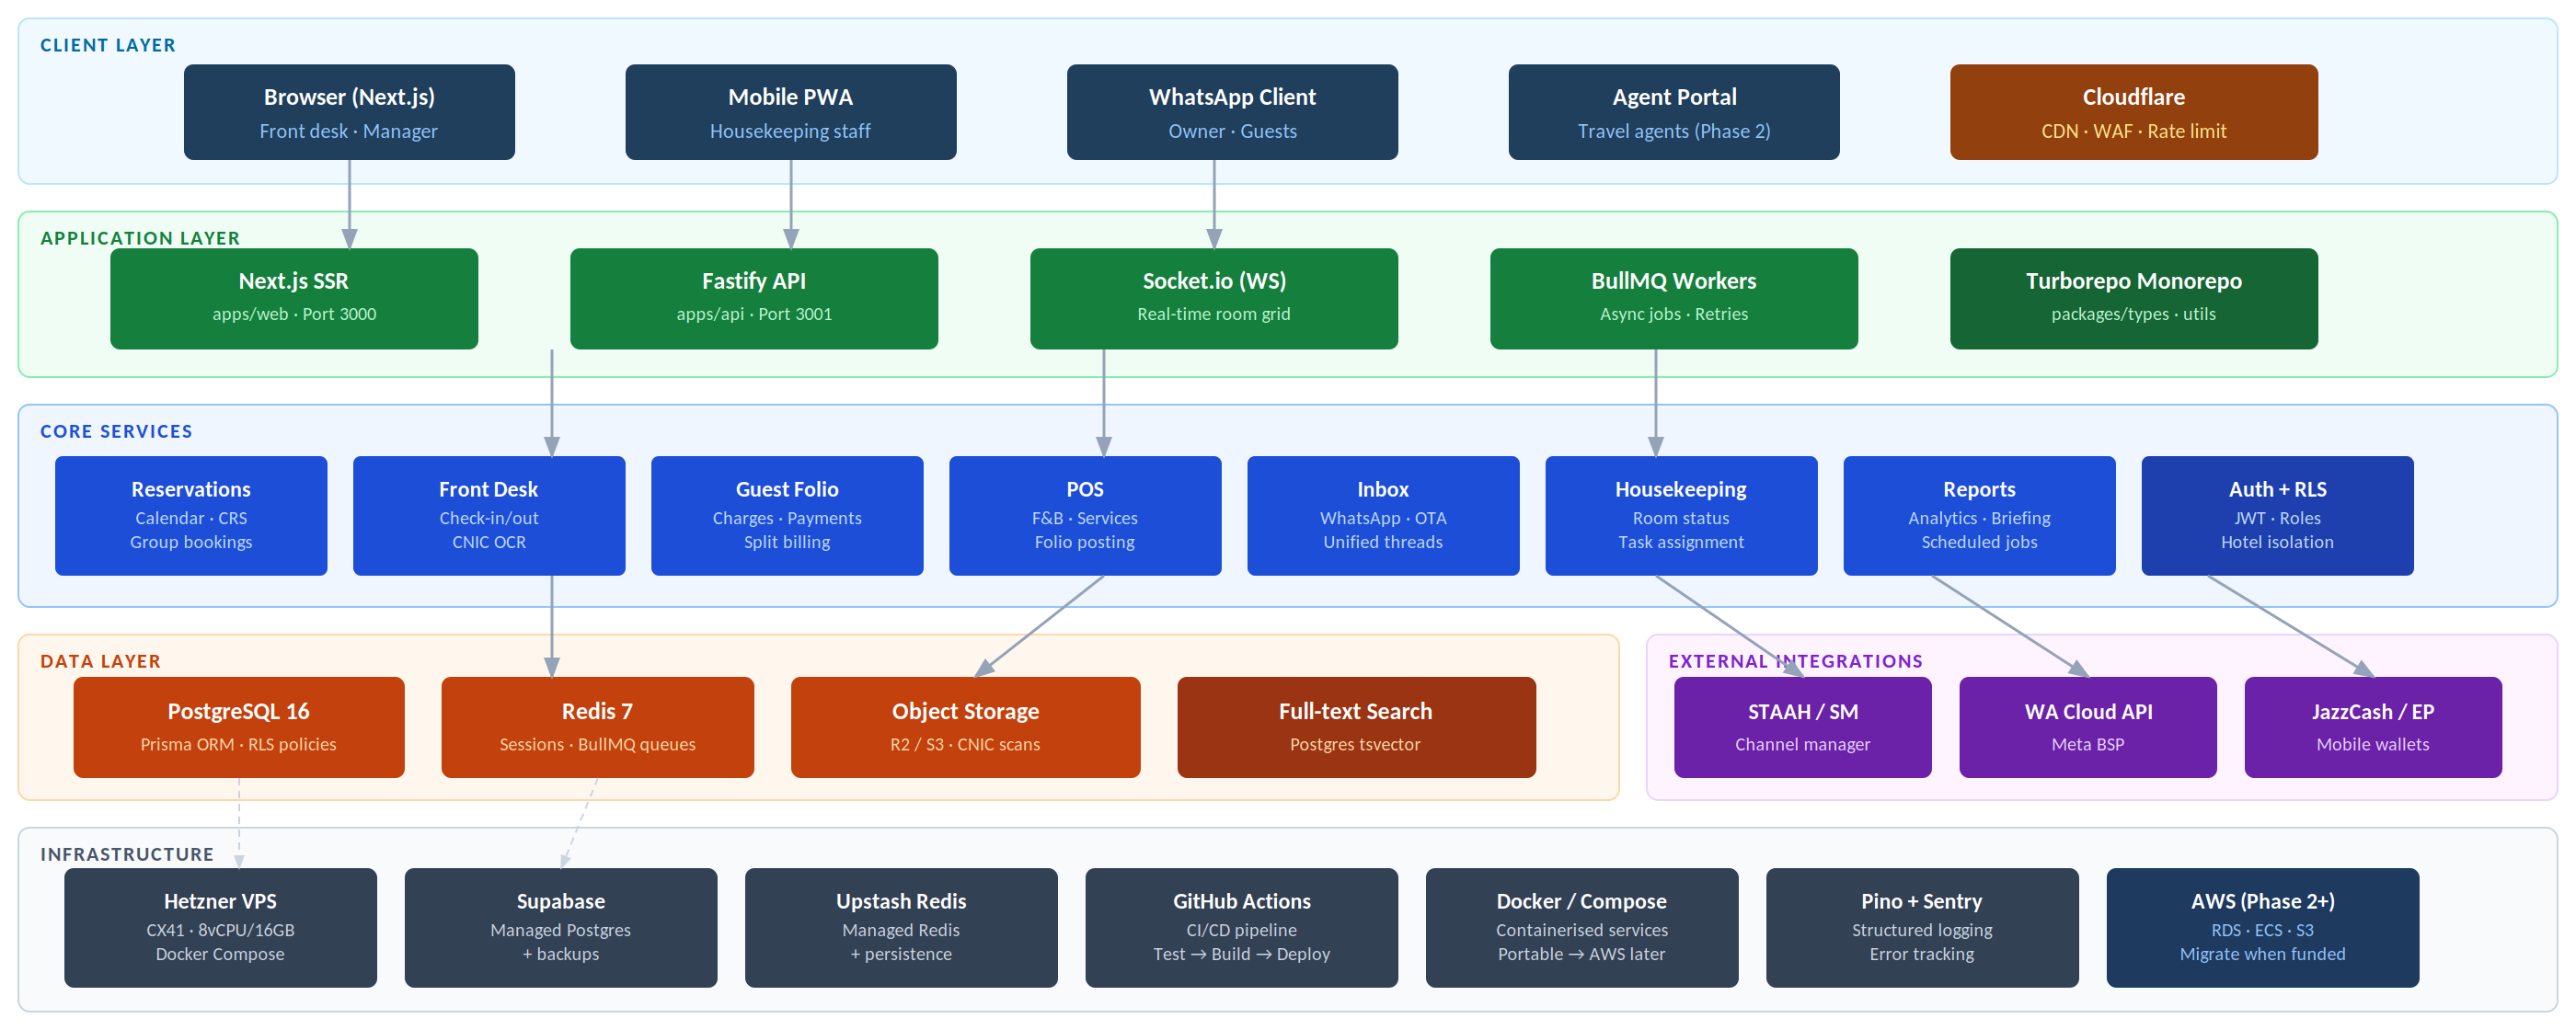 CLIENT LAYER
Browser (Next.js)
Front desk · Manager
Mobile PWA
Housekeeping staff
WhatsApp Client
Owner · Guests
Agent Portal
Travel agents (Phase 2)
Cloudflare
CDN · WAF · Rate limit
APPLICATION LAYER
Next.js SSR
apps/web · Port 3000
Fastify API
apps/api · Port 3001
Socket.io (WS)
Real-time room grid
BullMQ Workers
Async jobs · Retries
Turborepo Monorepo
packages/types · utils
CORE SERVICES
Reservations
Calendar · CRS
Group bookings
Front Desk
Check-in/out
CNIC OCR
Guest Folio
Charges · Payments
Split billing
POS
F&B · Services
Folio posting
Inbox
WhatsApp · OTA
Unified threads
Housekeeping
Room status
Task assignment
Reports
Analytics · Briefing
Scheduled jobs
Auth + RLS
JWT · Roles
Hotel isolation
DATA LAYER
PostgreSQL 16
Prisma ORM · RLS policies
Redis 7
Sessions · BullMQ queues
Object Storage
R2 / S3 · CNIC scans
Full-text Search
Postgres tsvector
EXTERNAL INTEGRATIONS
STAAH / SM
Channel manager
WA Cloud API
Meta BSP
JazzCash / EP
Mobile wallets
INFRASTRUCTURE
Hetzner VPS
CX41 · 8vCPU/16GB
Docker Compose
Supabase
Managed Postgres
+ backups
Upstash Redis
Managed Redis
+ persistence
GitHub Actions
CI/CD pipeline
Test → Build → Deploy
Docker / Compose
Containerised services
Portable → AWS later
Pino + Sentry
Structured logging
Error tracking
AWS (Phase 2+)
RDS · ECS · S3
Migrate when funded